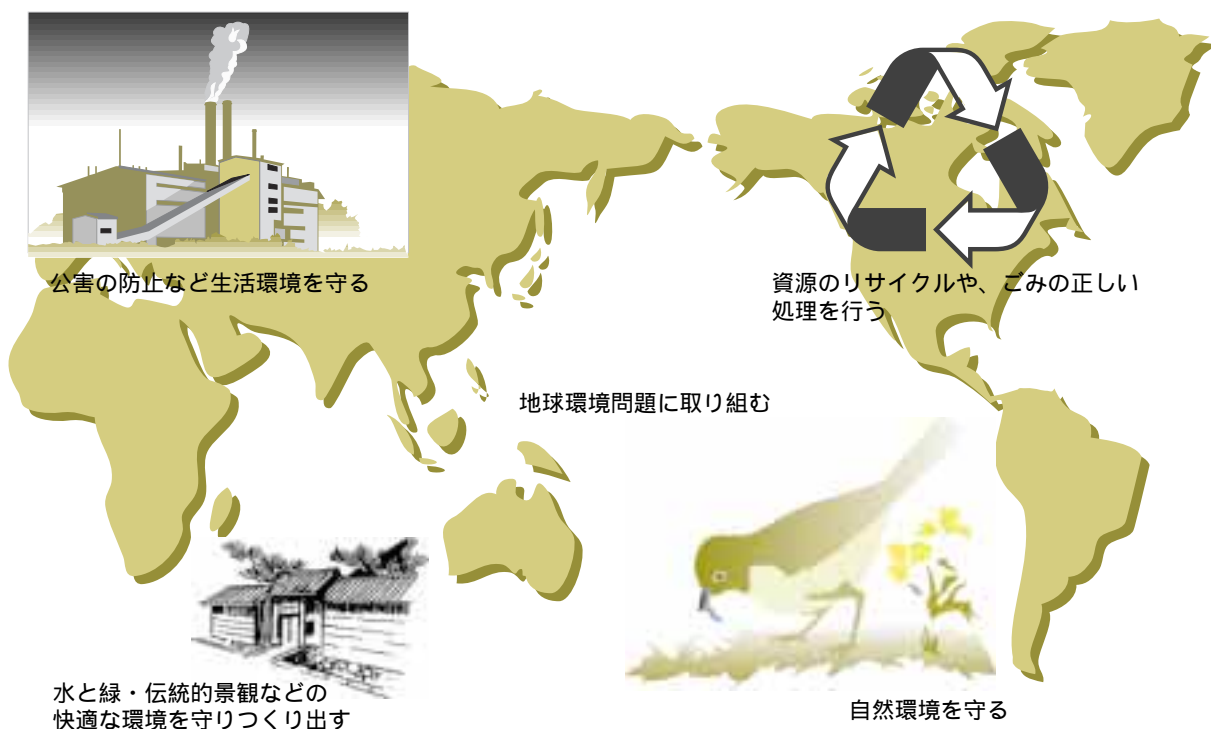 公害の防止など生活環境を守る
資源のリサイクルや、ごみの正しい
処理を行う
地球環境問題に取り組む
水と緑・伝統的景観などの
快適な環境を守りつくり出す
自然環境を守る